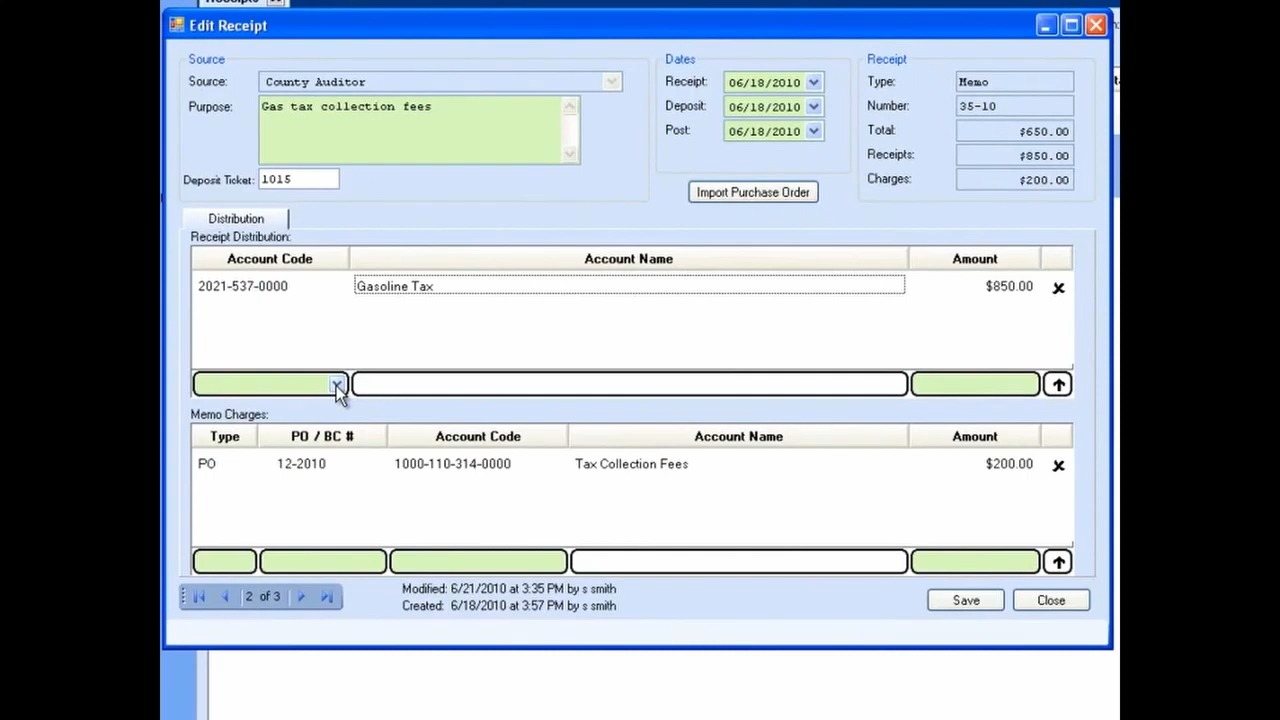 Edit Receipt
Source
Source: County Auditor
Purpose: Gas tax collection fees
Deposit Ticket: 1015
Dates
Receipt: 06/18/2010
Deposit: 06/18/2010
Post: 06/18/2010
Import Purchase Order
Receipt
Type: Memo
Number: 35-10
Total: $650.00
Receipts: $850.00
Charges: $200.00
Distribution
Receipt Distribution:
Account Code Account Name Amount
2021-537-0000 Gasoline Tax $850.00
Memo Charges:
Type PO / BC # Account Code Account Name Amount
PO 12-2010 1000-110-314-0000 Tax Collection Fees $200.00
2 of 3
Modified: 6/21/2010 at 3:35 PM by s smith
Created: 6/18/2010 at 3:57 PM by s smith
Save Close